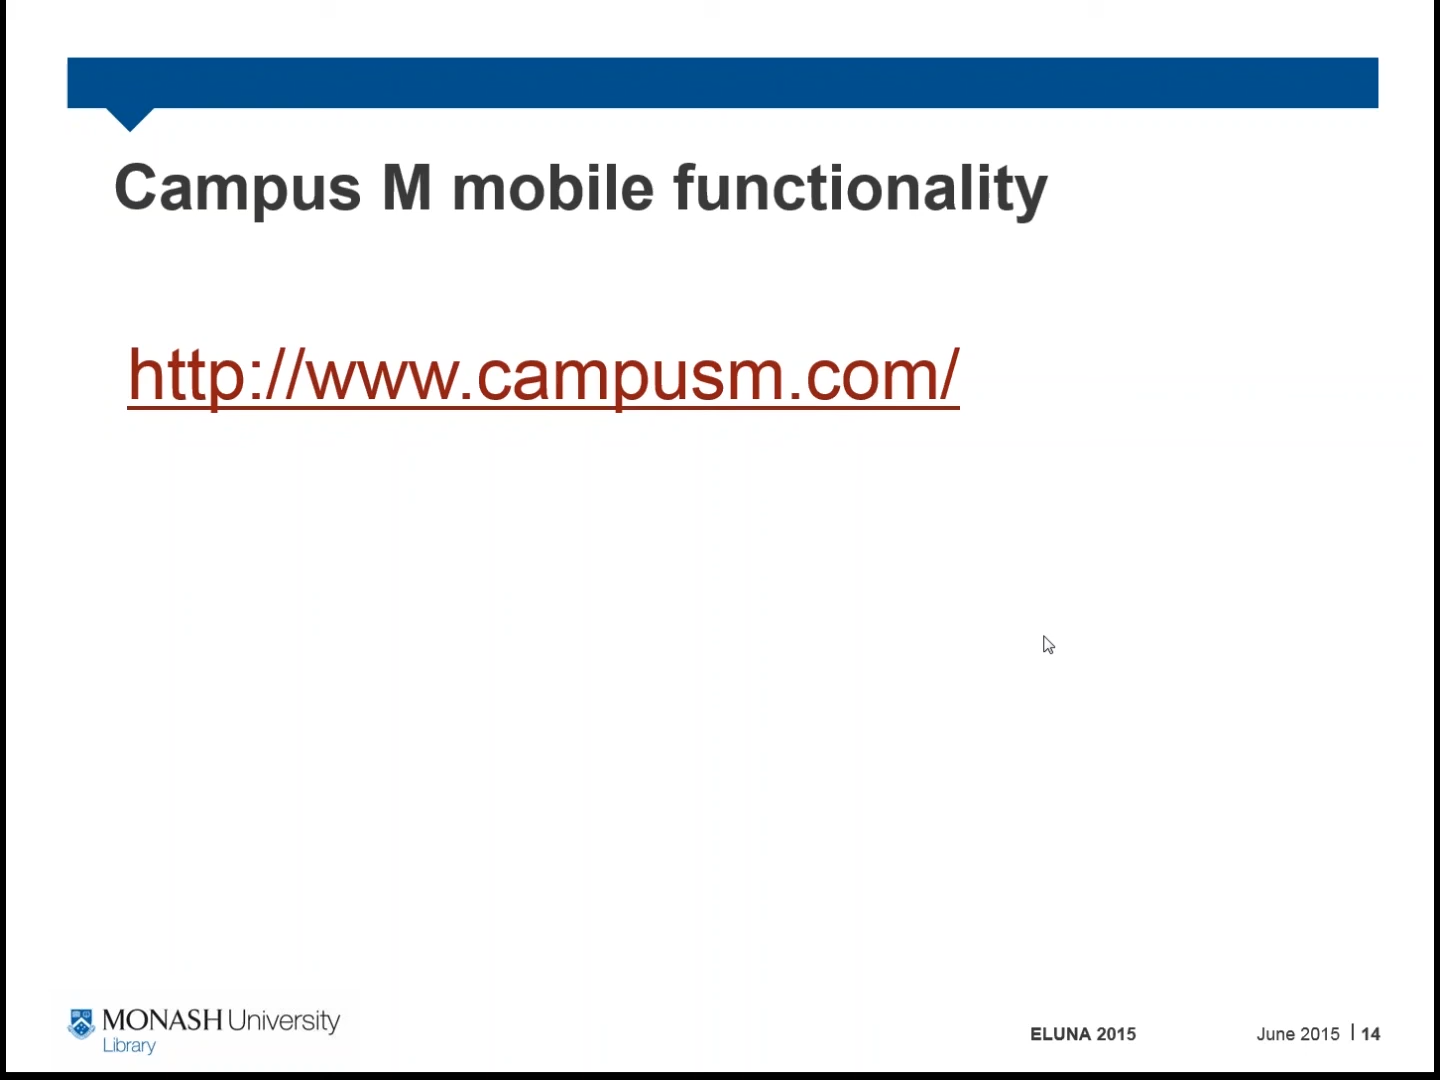 Campus M mobile functionality
http://www.campusm.com/
MONASH University
Library
ELUNA 2015
June 2015 | 14